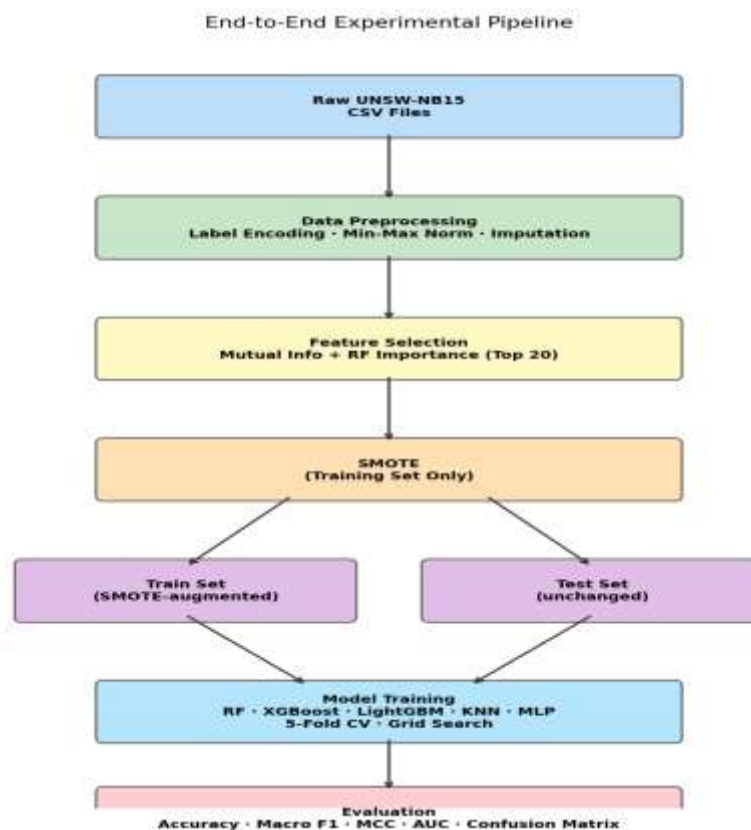 End-to-End Experimental Pipeline
Raw UNSW-NB15
CSV Files
Data Preprocessing
Label Encoding · Min-Max Norm · Imputation
Feature Selection
Mutual Info + RF Importance (Top 20)
SMOTE
(Training Set Only)
Train Set
(SMOTE-augmented)
Test Set
(unchanged)
Model Training
RF · XGBoost · LightGBM · KNN · MLP
5-Fold CV · Grid Search
Evaluation
Accuracy · Macro F1 · MCC · AUC · Confusion Matrix